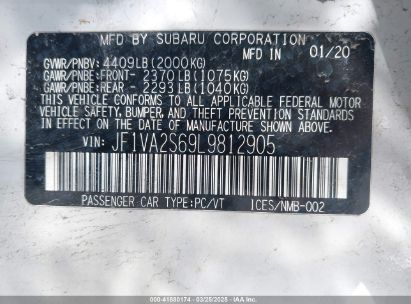 MFD BY SUBARU CORPORATION
GVWR/PNBV: 4409LB(2000KG) MFD IN 01/20
GAWR/PNBE: FRONT- 2370 LB(1075KG)
GAWR/PNBE: REAR - 2293 LB(1040KG)
THIS VEHICLE CONFORMS TO ALL APPLICABLE FEDERAL MOTOR
VEHICLE SAFETY, BUMPER, AND THEFT PREVENTION STANDARDS
IN EFFECT ON THE DATE OF MANUFACTURE SHOWN ABOVE.
VIN: JF1VA2S69L9812905
PASSENGER CAR TYPE:PC/VT ICES/NMB-002
000-41880174 - 03/25/2025 - © IAA